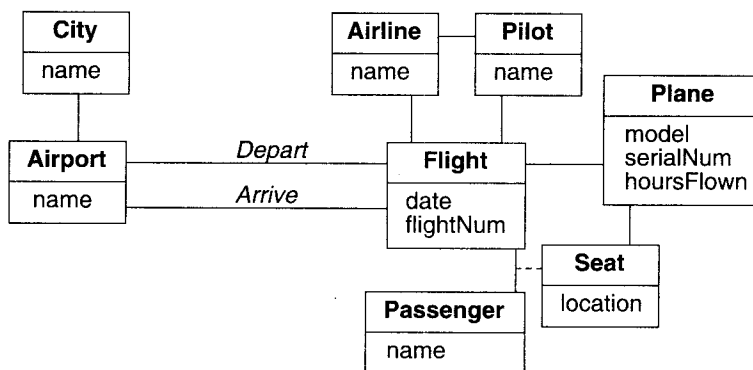 City
name
Airline
name
Pilot
name
Plane
model
serialNum
hoursFlown
Airport
name
Depart
Arrive
Flight
date
flightNum
Seat
location
Passenger
name